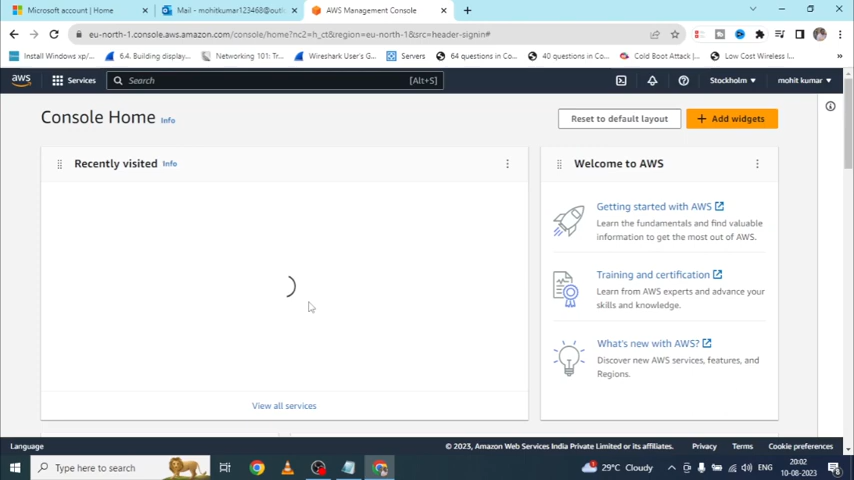 Microsoft account | Home
Mail - mohitkumar123468@outl
AWS Management Console
eu-north-1.console.aws.amazon.com/console/home?nc2=h_ct&region=eu-north-1&src=header-signin#
Install Windows xp/...
6.4. Building display...
Networking 101: Tr...
Wireshark User's G...
Servers
64 questions in Co...
40 questions in Co...
Cold Boot Attack |...
Low Cost Wireless I...
aws
Services
Search
[Alt+S]
Stockholm
mohit kumar
Console Home
Info
Reset to default layout
+ Add widgets
Recently visited
Info
View all services
Welcome to AWS
Getting started with AWS
Learn the fundamentals and find valuable
information to get the most out of AWS.
Training and certification
Learn from AWS experts and advance your
skills and knowledge.
What's new with AWS?
Discover new AWS services, features, and
Regions.
Language
© 2023, Amazon Web Services India Private Limited or its affiliates.
Privacy
Terms
Cookie preferences
Type here to search
29°C Cloudy
ENG
20:02
10-08-2023